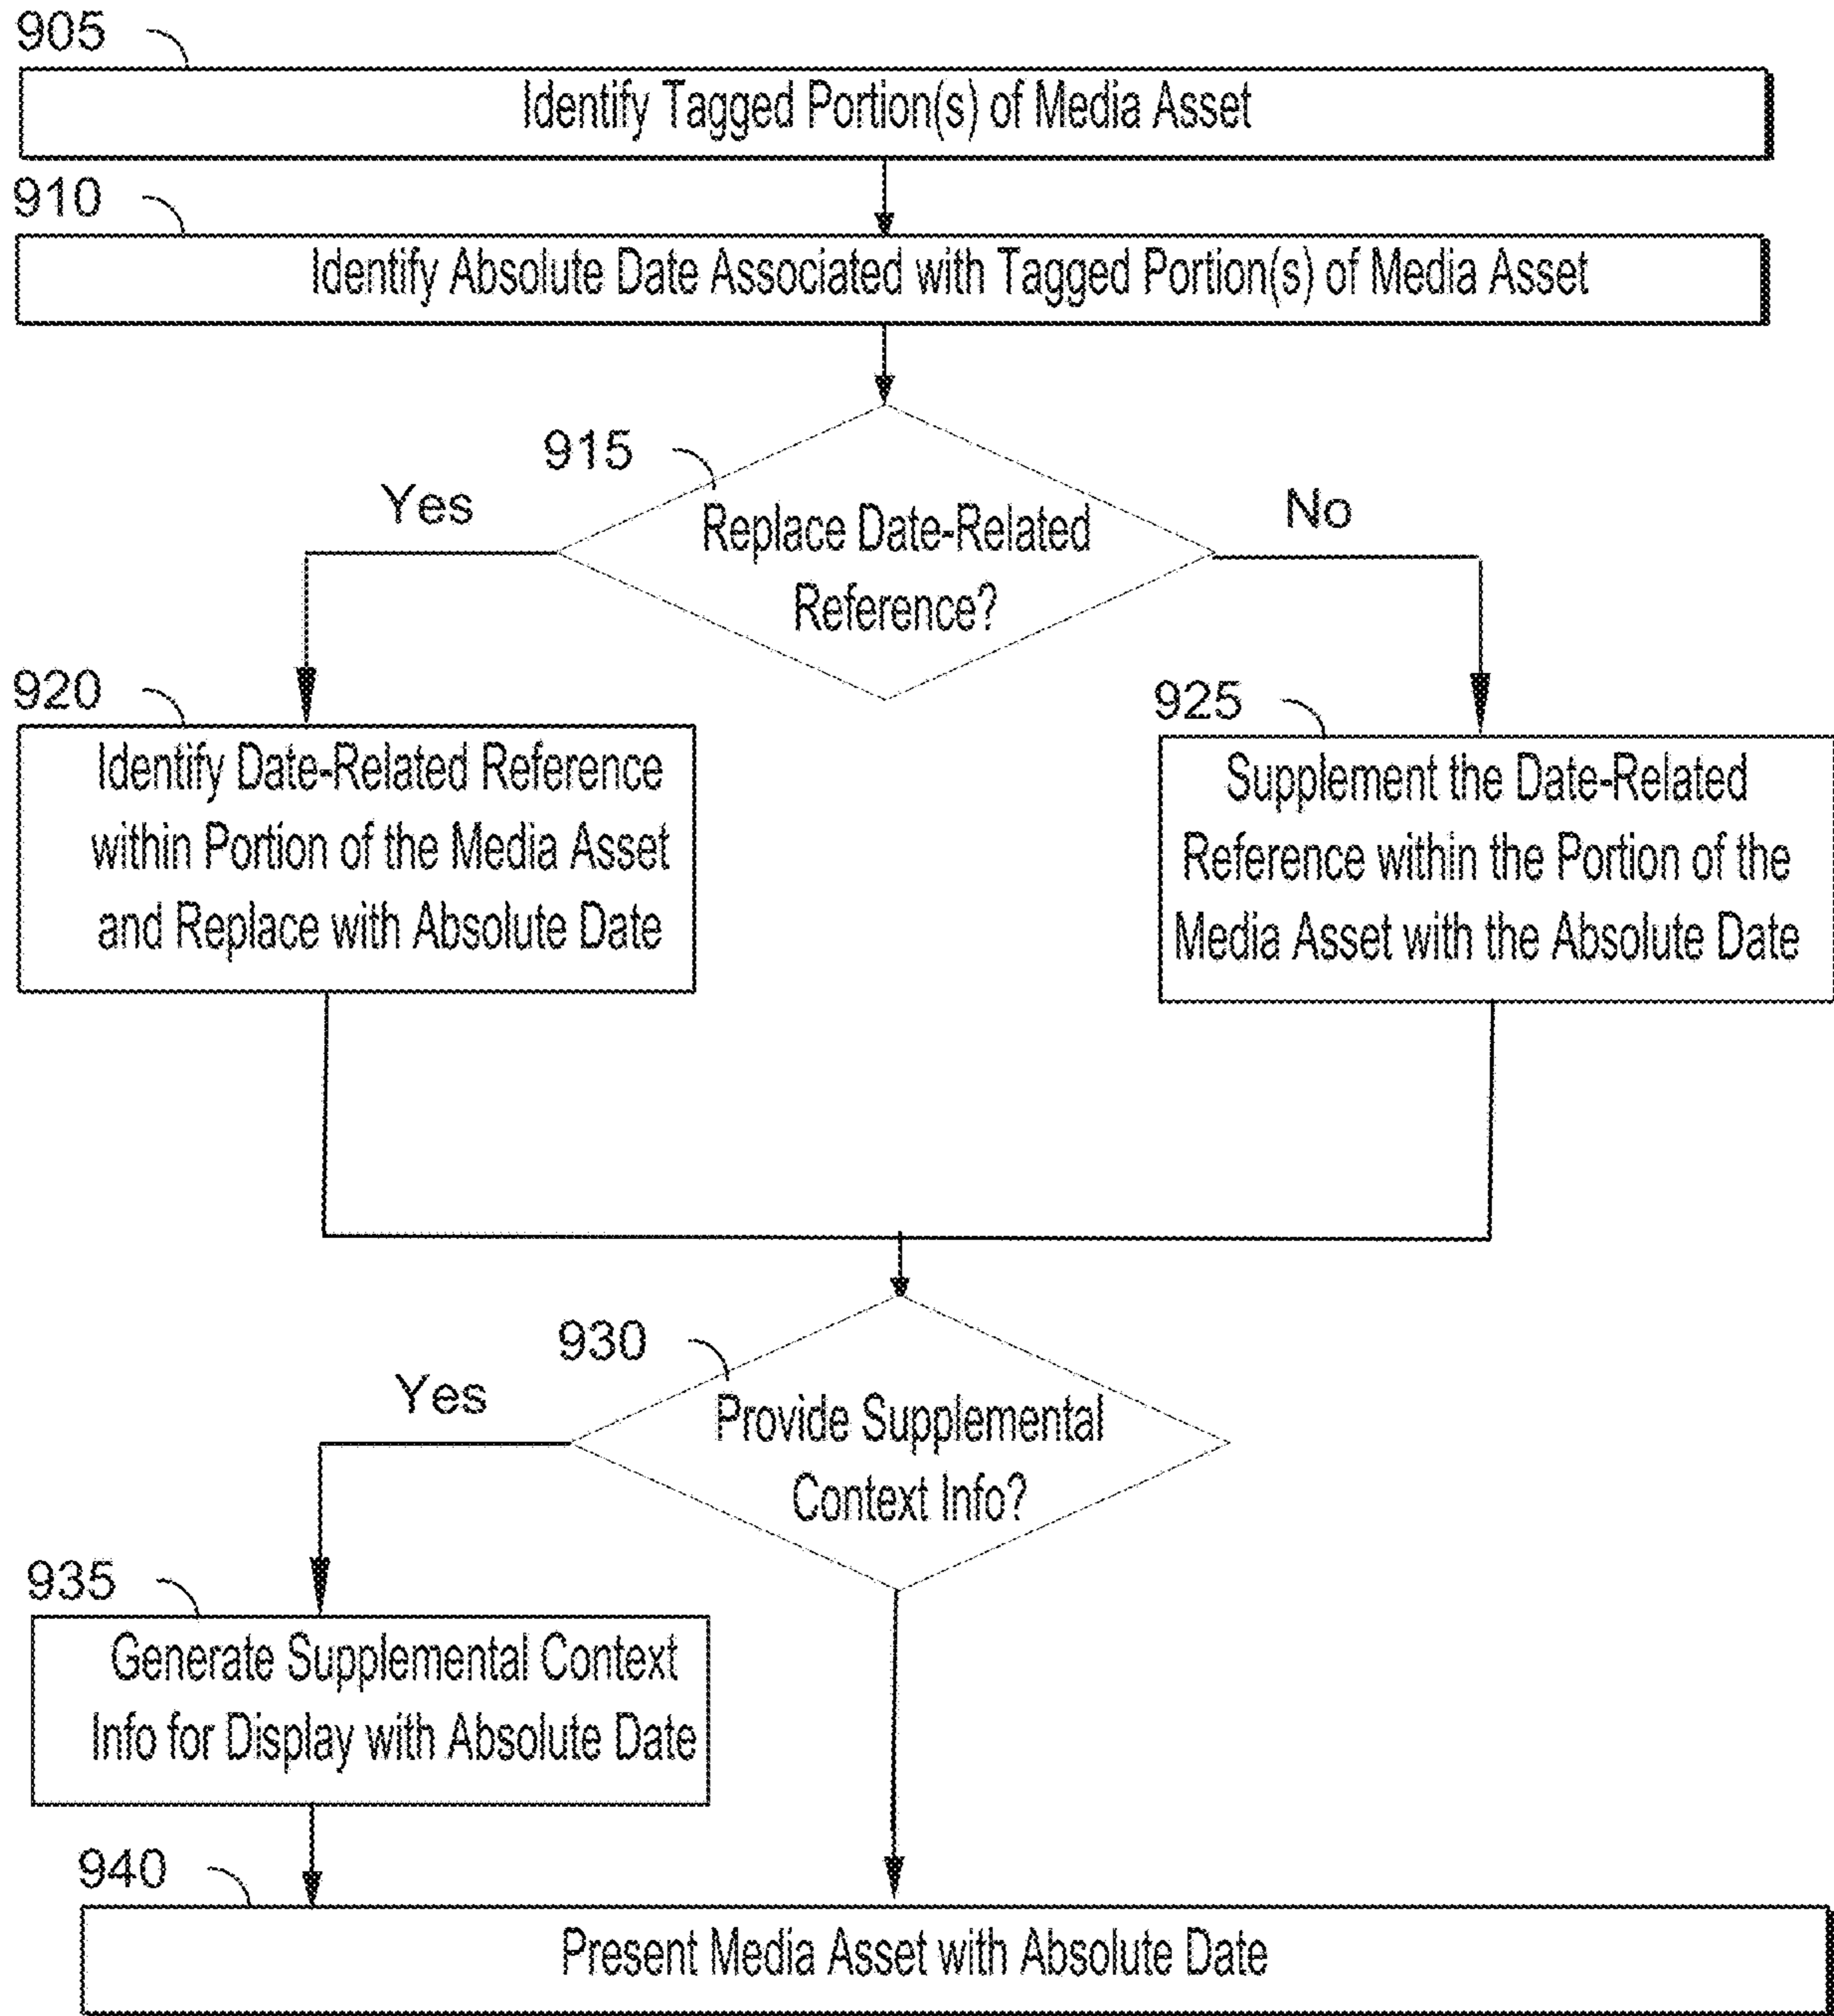 905
Identify Tagged Portion(s) of Media Asset
910
Identify Absolute Date Associated with Tagged Portion(s) of Media Asset
915
Yes
No
Replace Date-Related
Reference?
920
Identify Date-Related Reference
within Portion of the Media Asset
and Replace with Absolute Date
925
Supplement the Date-Related
Reference within the Portion of the
Media Asset with the Absolute Date
930
Yes
Provide Supplemental
Context Info?
935
Generate Supplemental Context
Info for Display with Absolute Date
940
Present Media Asset with Absolute Date